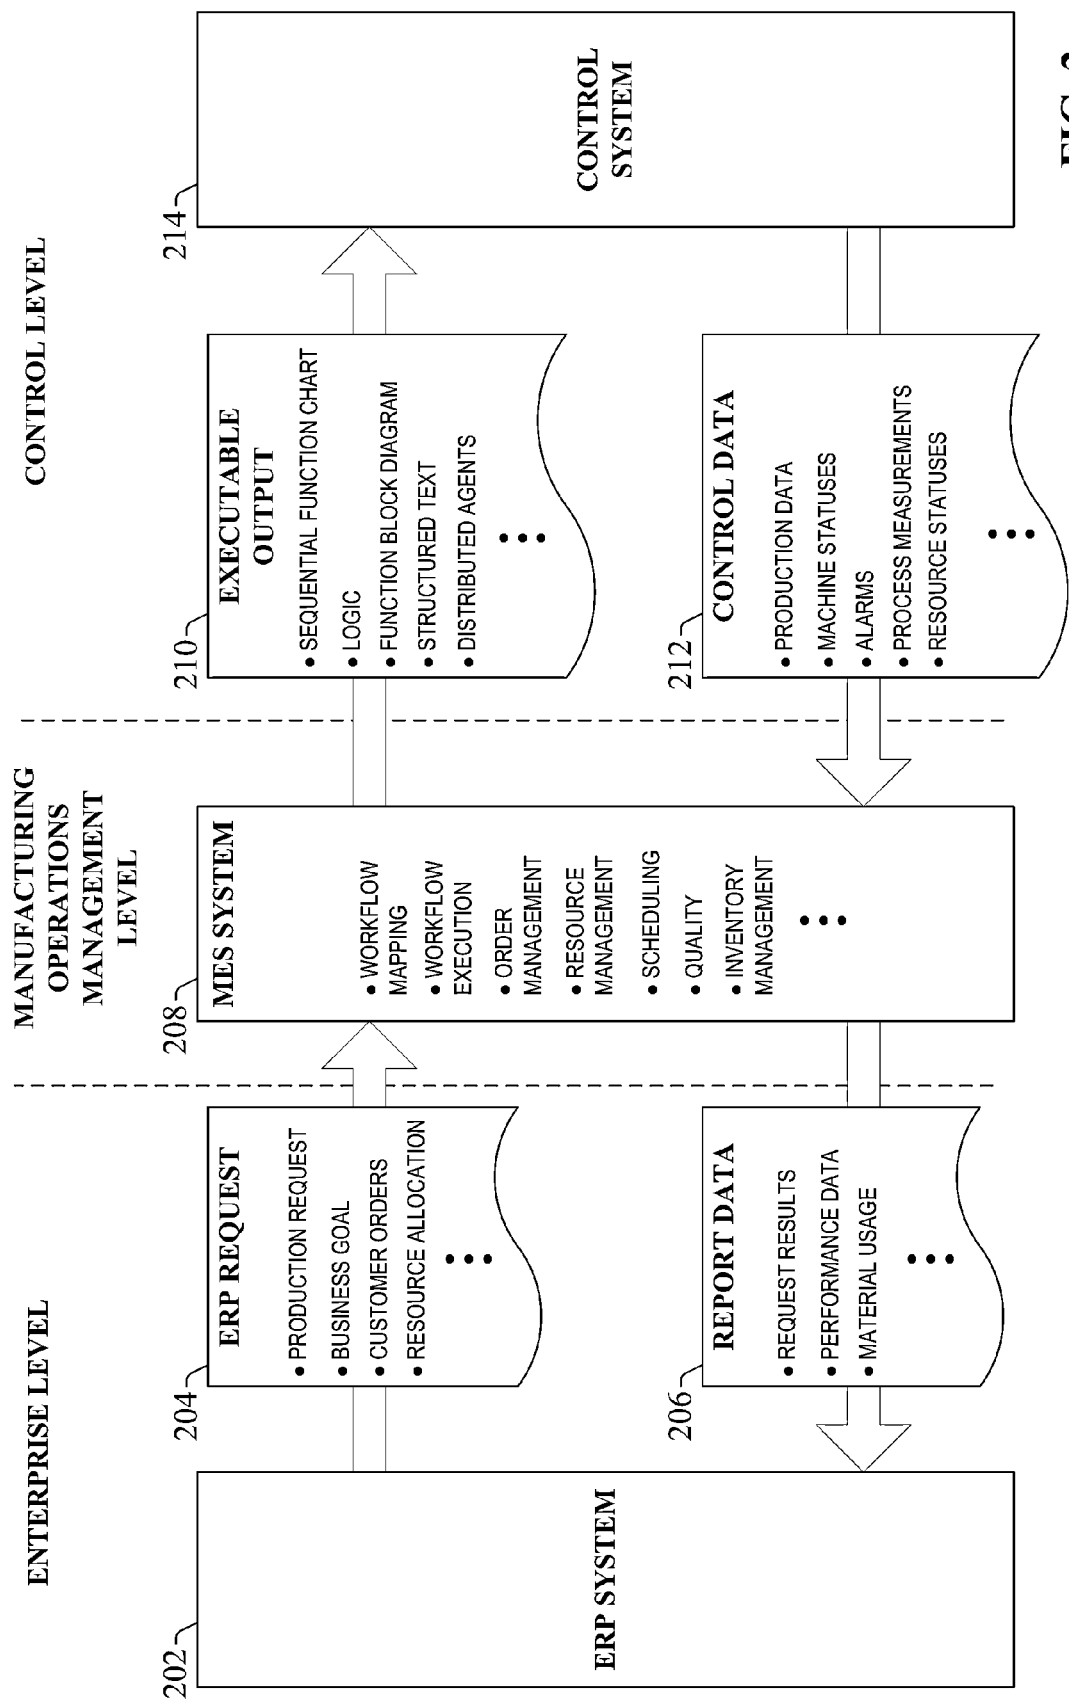 ENTERPRISE LEVEL
MANUFACTURING
OPERATIONS
MANAGEMENT
LEVEL
CONTROL LEVEL
202
ERP SYSTEM
204
ERP REQUEST
• PRODUCTION REQUEST
• BUSINESS GOAL
• CUSTOMER ORDERS
• RESOURCE ALLOCATION
206
REPORT DATA
• REQUEST RESULTS
• PERFORMANCE DATA
• MATERIAL USAGE
208
MES SYSTEM
• WORKFLOW
MAPPING
• WORKFLOW
EXECUTION
• ORDER
MANAGEMENT
• RESOURCE
MANAGEMENT
• SCHEDULING
• QUALITY
• INVENTORY
MANAGEMENT
210
EXECUTABLE
OUTPUT
• SEQUENTIAL FUNCTION CHART
• LOGIC
• FUNCTION BLOCK DIAGRAM
• STRUCTURED TEXT
• DISTRIBUTED AGENTS
212
CONTROL DATA
• PRODUCTION DATA
• MACHINE STATUSES
• ALARMS
• PROCESS MEASUREMENTS
• RESOURCE STATUSES
214
CONTROL
SYSTEM